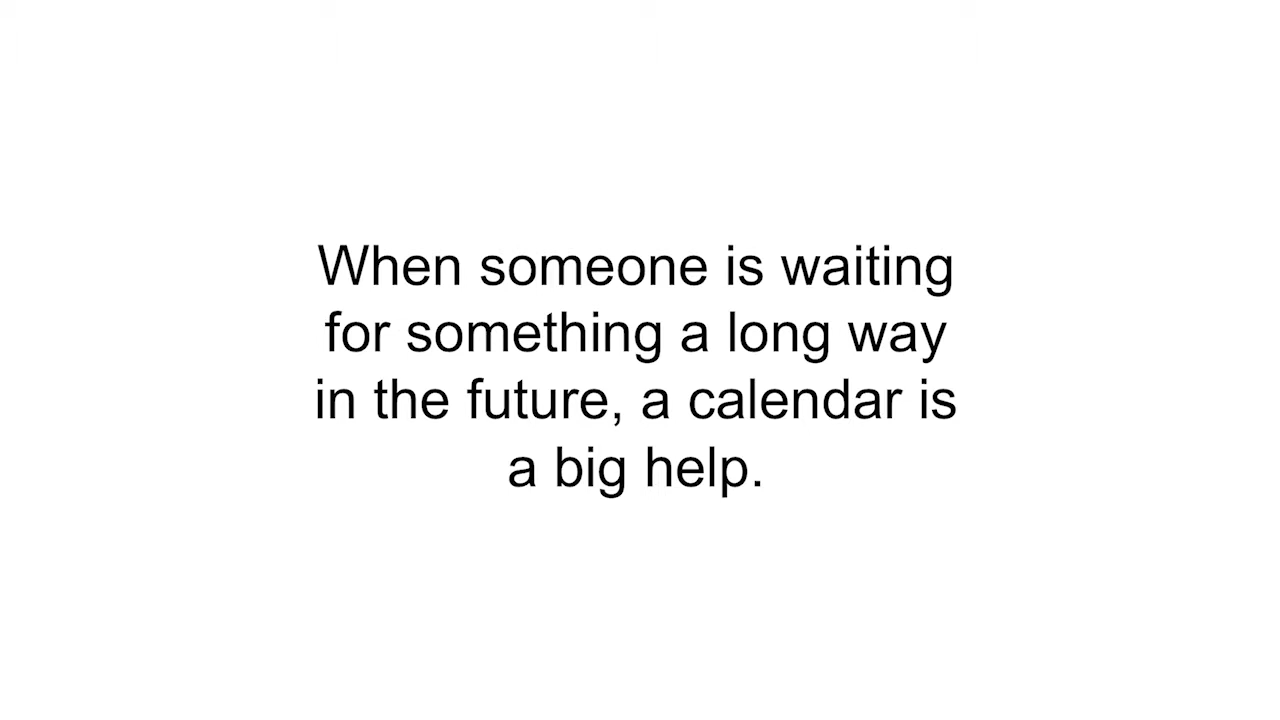 When someone is waiting
for something a long way
in the future, a calendar is
a big help.